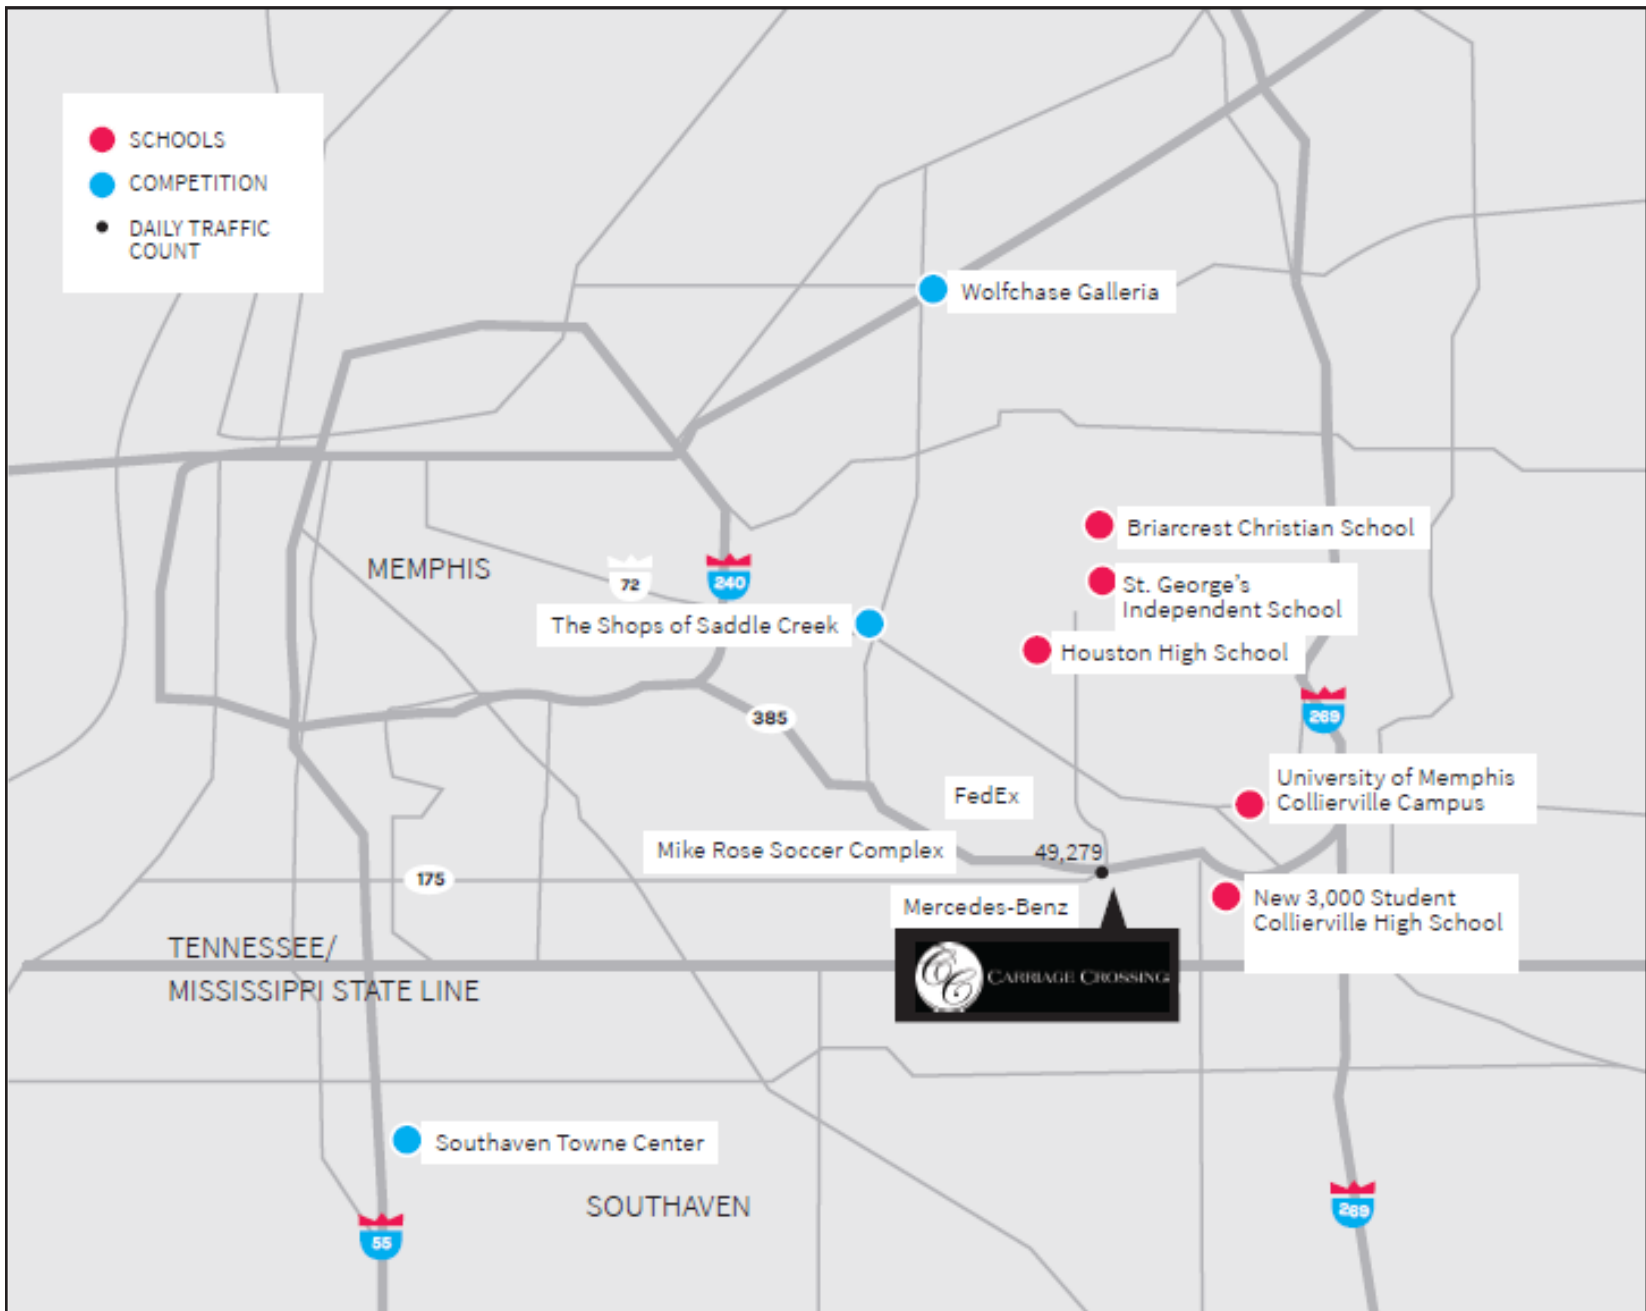 SCHOOLS
COMPETITION
DAILY TRAFFIC
COUNT
Wolfchase Galleria
Briarcrest Christian School
MEMPHIS
72
240
St. George's
Independent School
The Shops of Saddle Creek
Houston High School
385
269
University of Memphis
Collierville Campus
FedEx
Mike Rose Soccer Complex
49,279
175
New 3,000 Student
Collierville High School
Mercedes-Benz
TENNESSEE/
MISSISSIPPI STATE LINE
CC CARRIAGE CROSSING
Southaven Towne Center
SOUTHAVEN
269
55